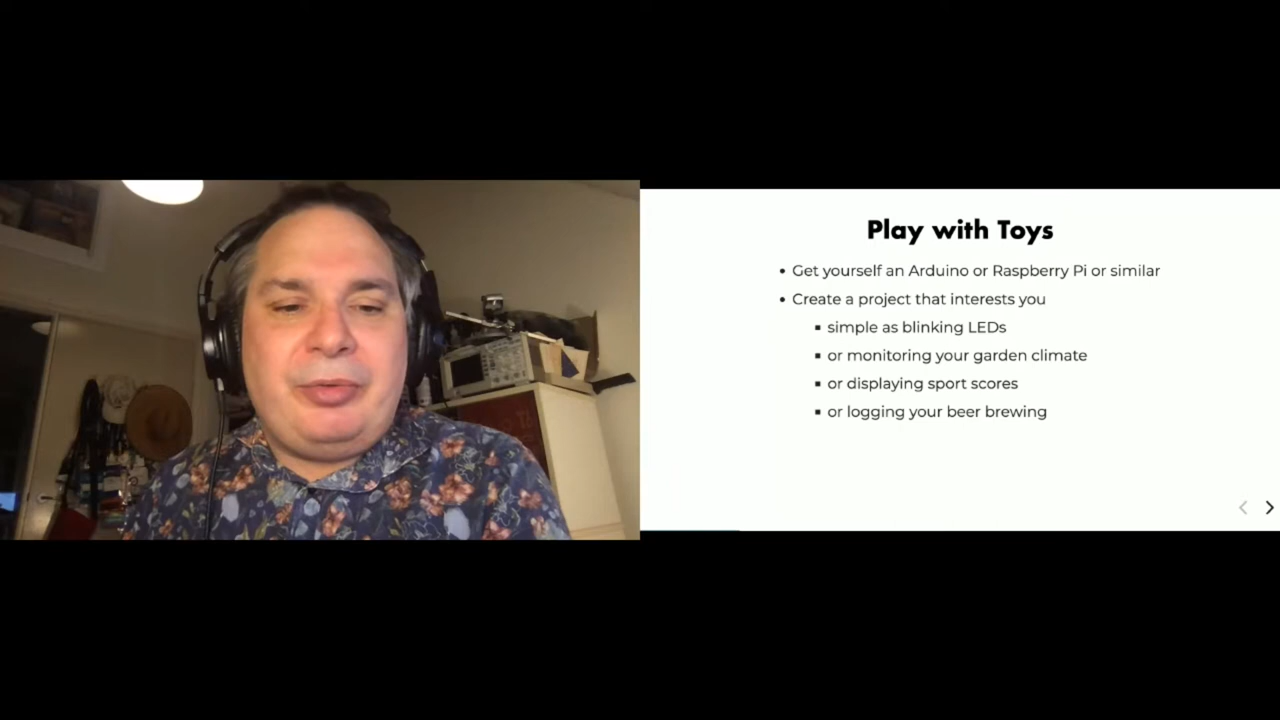 Play with Toys
• Get yourself an Arduino or Raspberry Pi or similar
• Create a project that interests you
▪ simple as blinking LEDs
▪ or monitoring your garden climate
▪ or displaying sport scores
▪ or logging your beer brewing